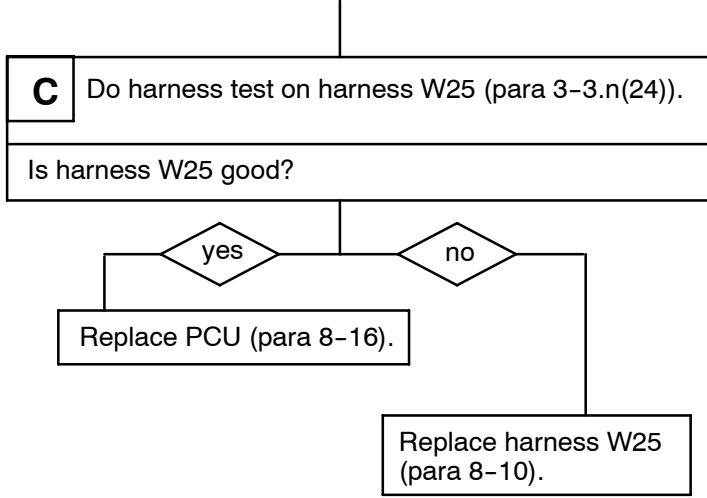 C
Do harness test on harness W25 (para 3-3.n(24)).
Is harness W25 good?
yes
no
Replace PCU (para 8-16).
Replace harness W25
(para 8-10).